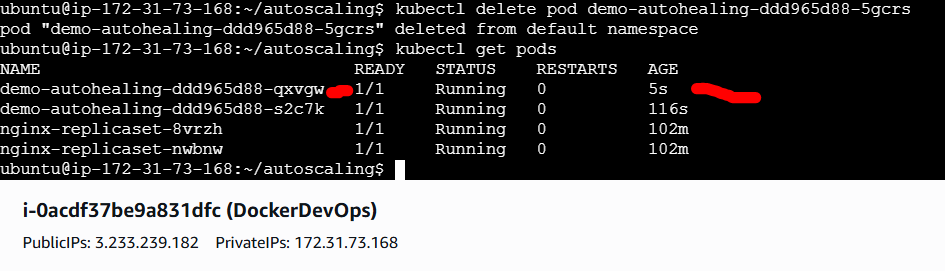 ubuntu@ip-172-31-73-168:~/autoscaling$ kubectl delete pod demo-autohealing-ddd965d88-5gcrs
pod "demo-autohealing-ddd965d88-5gcrs" deleted from default namespace
ubuntu@ip-172-31-73-168:~/autoscaling$ kubectl get pods
NAME READY STATUS RESTARTS AGE
demo-autohealing-ddd965d88-qxvgw 1/1 Running 0 5s
demo-autohealing-ddd965d88-s2c7k 1/1 Running 0 116s
nginx-replicaset-8vrzh 1/1 Running 0 102m
nginx-replicaset-nwbnw 1/1 Running 0 102m
ubuntu@ip-172-31-73-168:~/autoscaling$
i-0acdf37be9a831dfc (DockerDevOps)
PublicIPs: 3.233.239.182 PrivateIPs: 172.31.73.168